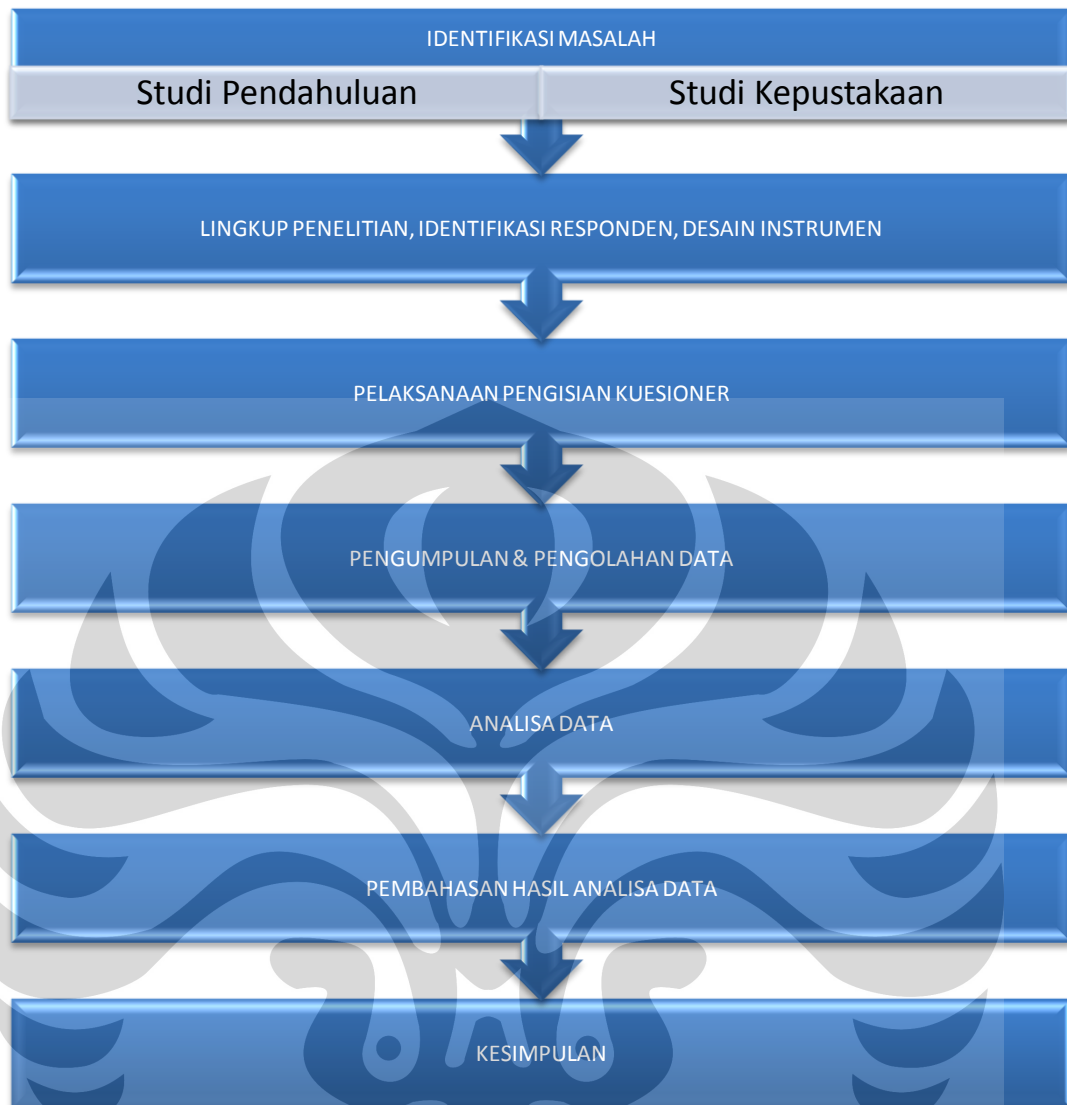 IDENTIFIKASI MASALAH
Studi Pendahuluan
Studi Kepustakaan
LINGKUP PENELITIAN, IDENTIFIKASI RESPONDEN, DESAIN INSTRUMEN
PELAKSANAAN PENGISIAN KUESIONER
PENGUMPULAN & PENGOLAHAN DATA
ANALISA DATA
PEMBAHASAN HASIL ANALISA DATA
KESIMPULAN